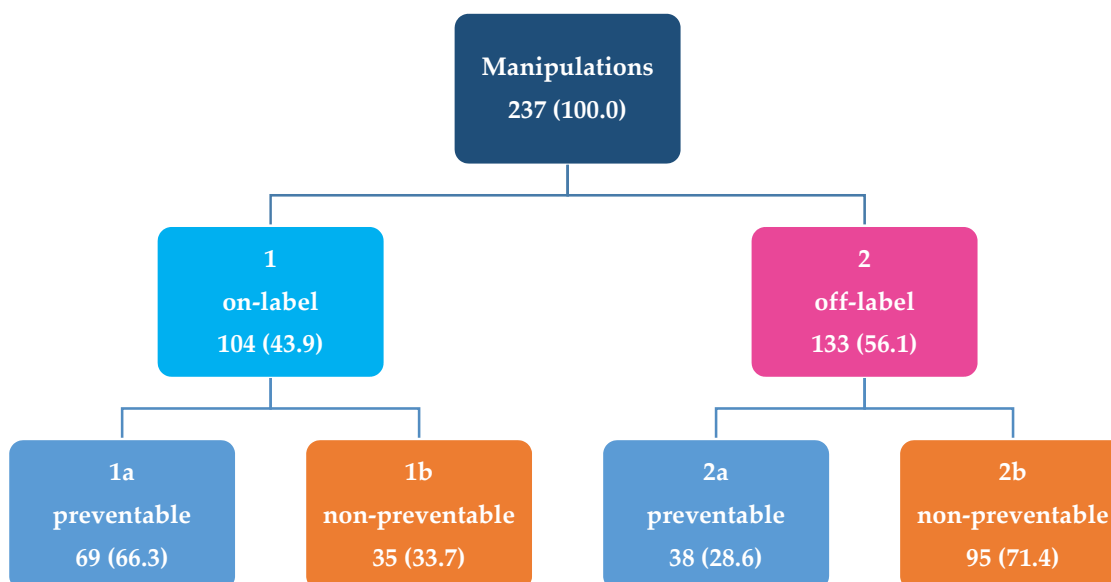 Manipulations
237 (100.0)
1
on-label
104 (43.9)
2
off-label
133 (56.1)
1a
preventable
69 (66.3)
1b
non-preventable
35 (33.7)
2a
preventable
38 (28.6)
2b
non-preventable
95 (71.4)